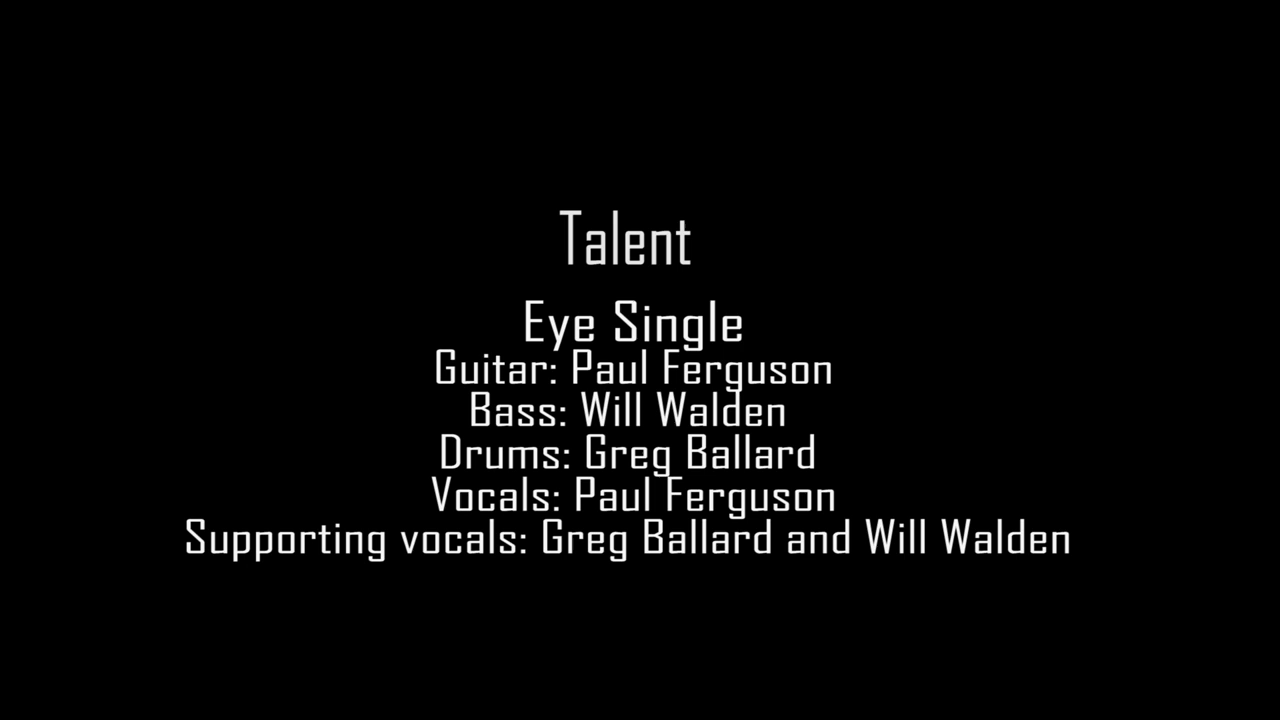 Talent
Eye Single
Guitar: Paul Ferguson
Bass: Will Walden
Drums: Greg Ballard
Vocals: Paul Ferguson
Supporting vocals: Greg Ballard and Will Walden